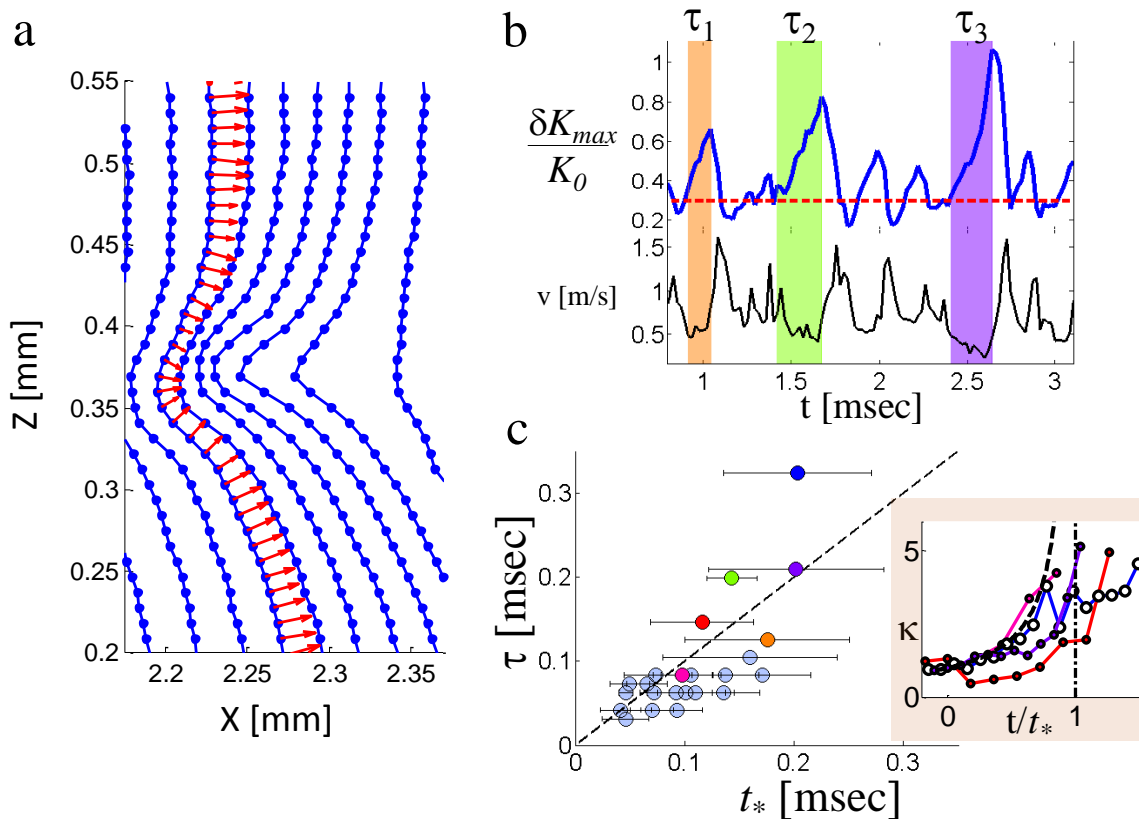 a
0.55
0.5
0.45
0.4
0.35
0.3
0.25
0.2
Z [mm]
2.2 2.25 2.3 2.35
X [mm]
b
τ1 τ2 τ3
1
0.8
0.6
0.4
0.2
δKmax
K0
1.5
1
0.5
v [m/s]
1 1.5 2 2.5 3
t [msec]
c
0.3
0.2
0.1
0
τ [msec]
0 0.1 0.2 0.3
t* [msec]
5
κ
0
0 1
t/t*